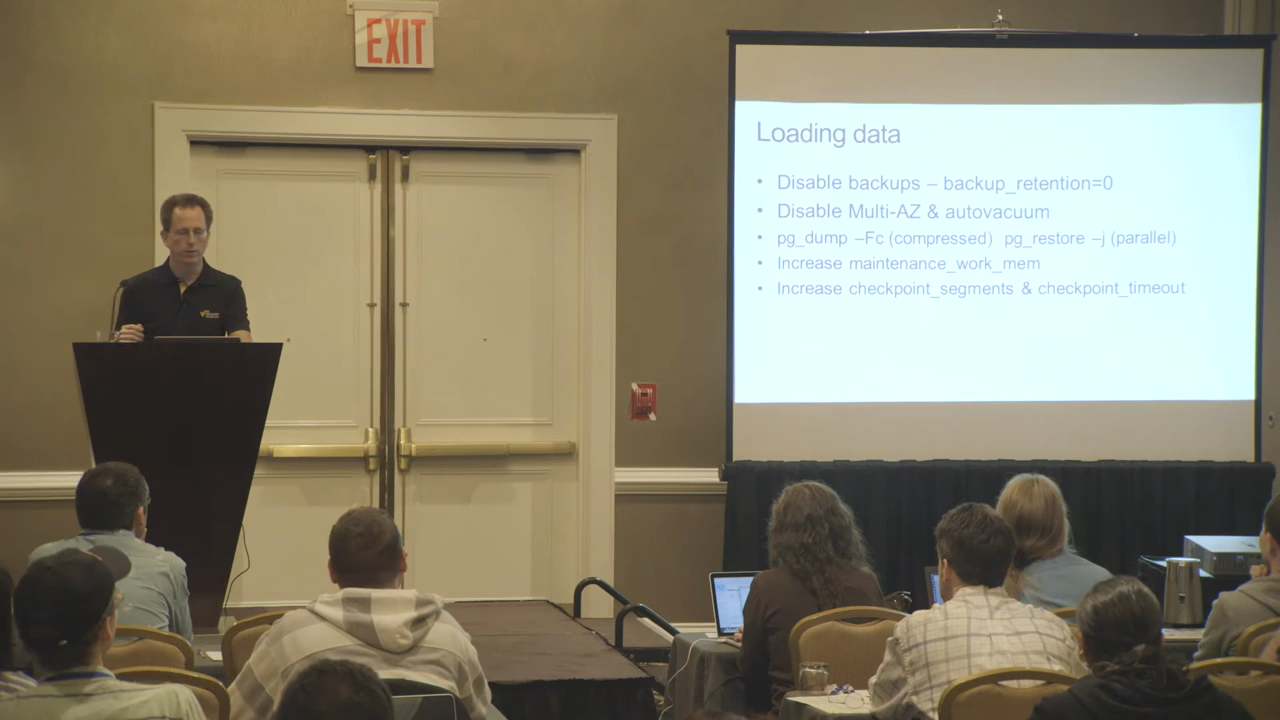 EXIT
Loading data
• Disable backups – backup_retention=0
• Disable Multi-AZ & autovacuum
• pg_dump –Fc (compressed) pg_restore –j (parallel)
• Increase maintenance_work_mem
• Increase checkpoint_segments & checkpoint_timeout